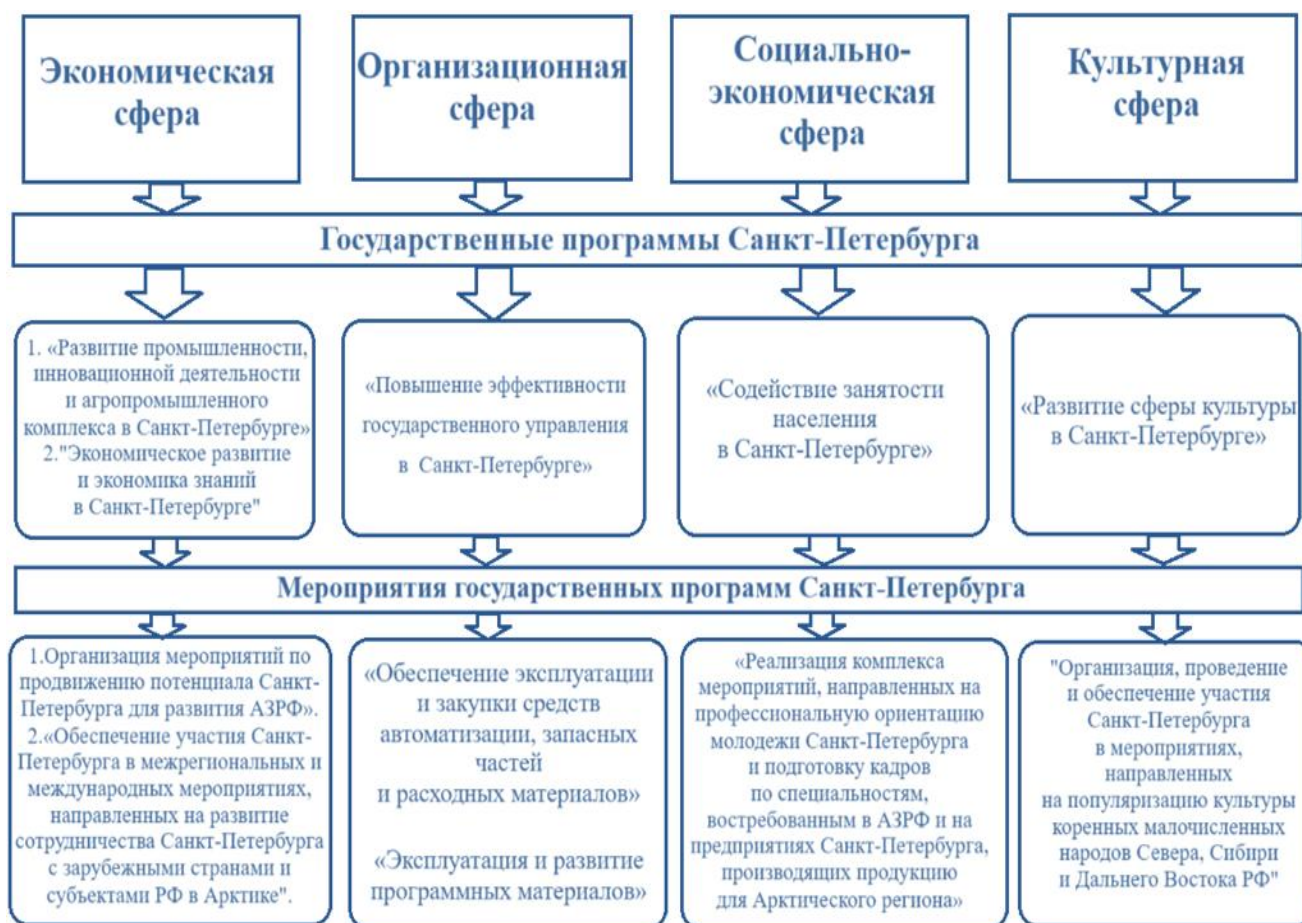 Экономическая
сфера
Организационная
сфера
Социально-
экономическая
сфера
Культурная
сфера
Государственные программы Санкт-Петербурга
1. «Развитие промышленности,
инновационной деятельности
и агропромышленного
комплекса в Санкт-Петербурге»
2."Экономическое развитие
и экономика знаний
в Санкт-Петербурге"
«Повышение эффективности
государственного управления
в Санкт-Петербурге»
«Содействие занятости
населения
в Санкт-Петербурге»
«Развитие сферы культуры
в Санкт-Петербурге»
Мероприятия государственных программ Санкт-Петербурга
1.Организация мероприятий по
продвижению потенциала Санкт-
Петербурга для развития АЗРФ».
2.«Обеспечение участия Санкт-
Петербурга в межрегиональных и
международных мероприятиях,
направленных на развитие
сотрудничества Санкт-Петербурга
с зарубежными странами и
субъектами РФ в Арктике".
«Обеспечение эксплуатации
и закупки средств
автоматизации, запасных
частей
и расходных материалов»
«Эксплуатация и развитие
программных материалов»
«Реализация комплекса
мероприятий, направленных на
профессиональную ориентацию
молодежи Санкт-Петербурга
и подготовку кадров
по специальностям,
востребованным в АЗРФ и на
предприятиях Санкт-Петербурга,
производящих продукцию
для Арктического региона»
"Организация, проведение
и обеспечение участия
Санкт-Петербурга
в мероприятиях,
направленных
на популяризацию культуры
коренных малочисленных
народов Севера, Сибири
и Дальнего Востока РФ"